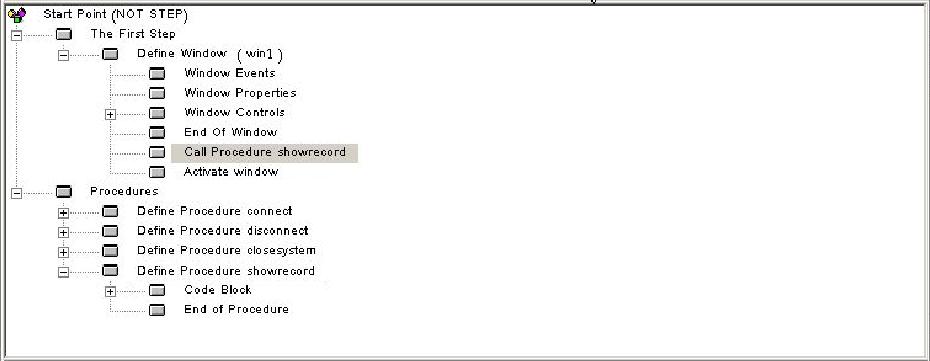 Start Point (NOT STEP)
The First Step
Define Window ( win1 )
Window Events
Window Properties
Window Controls
End Of Window
Call Procedure showrecord
Activate window
Procedures
Define Procedure connect
Define Procedure disconnect
Define Procedure closesystem
Define Procedure showrecord
Code Block
End of Procedure